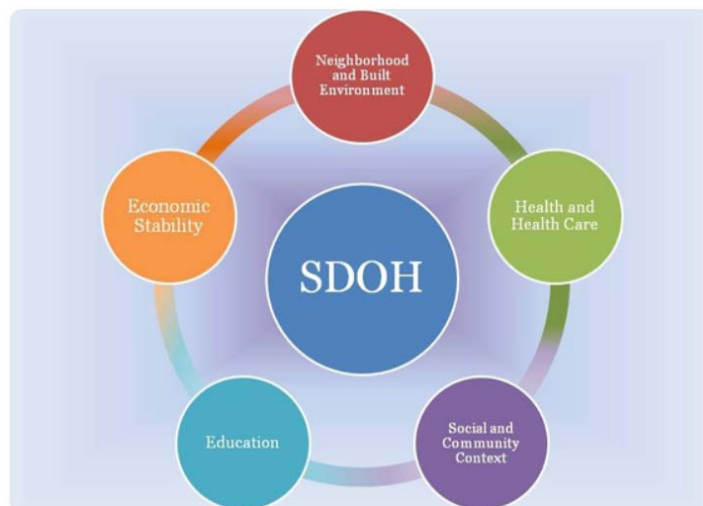 Neighborhood
and Built
Environment
Economic
Stability
Health and
Health Care
SDOH
Education
Social and
Community
Context